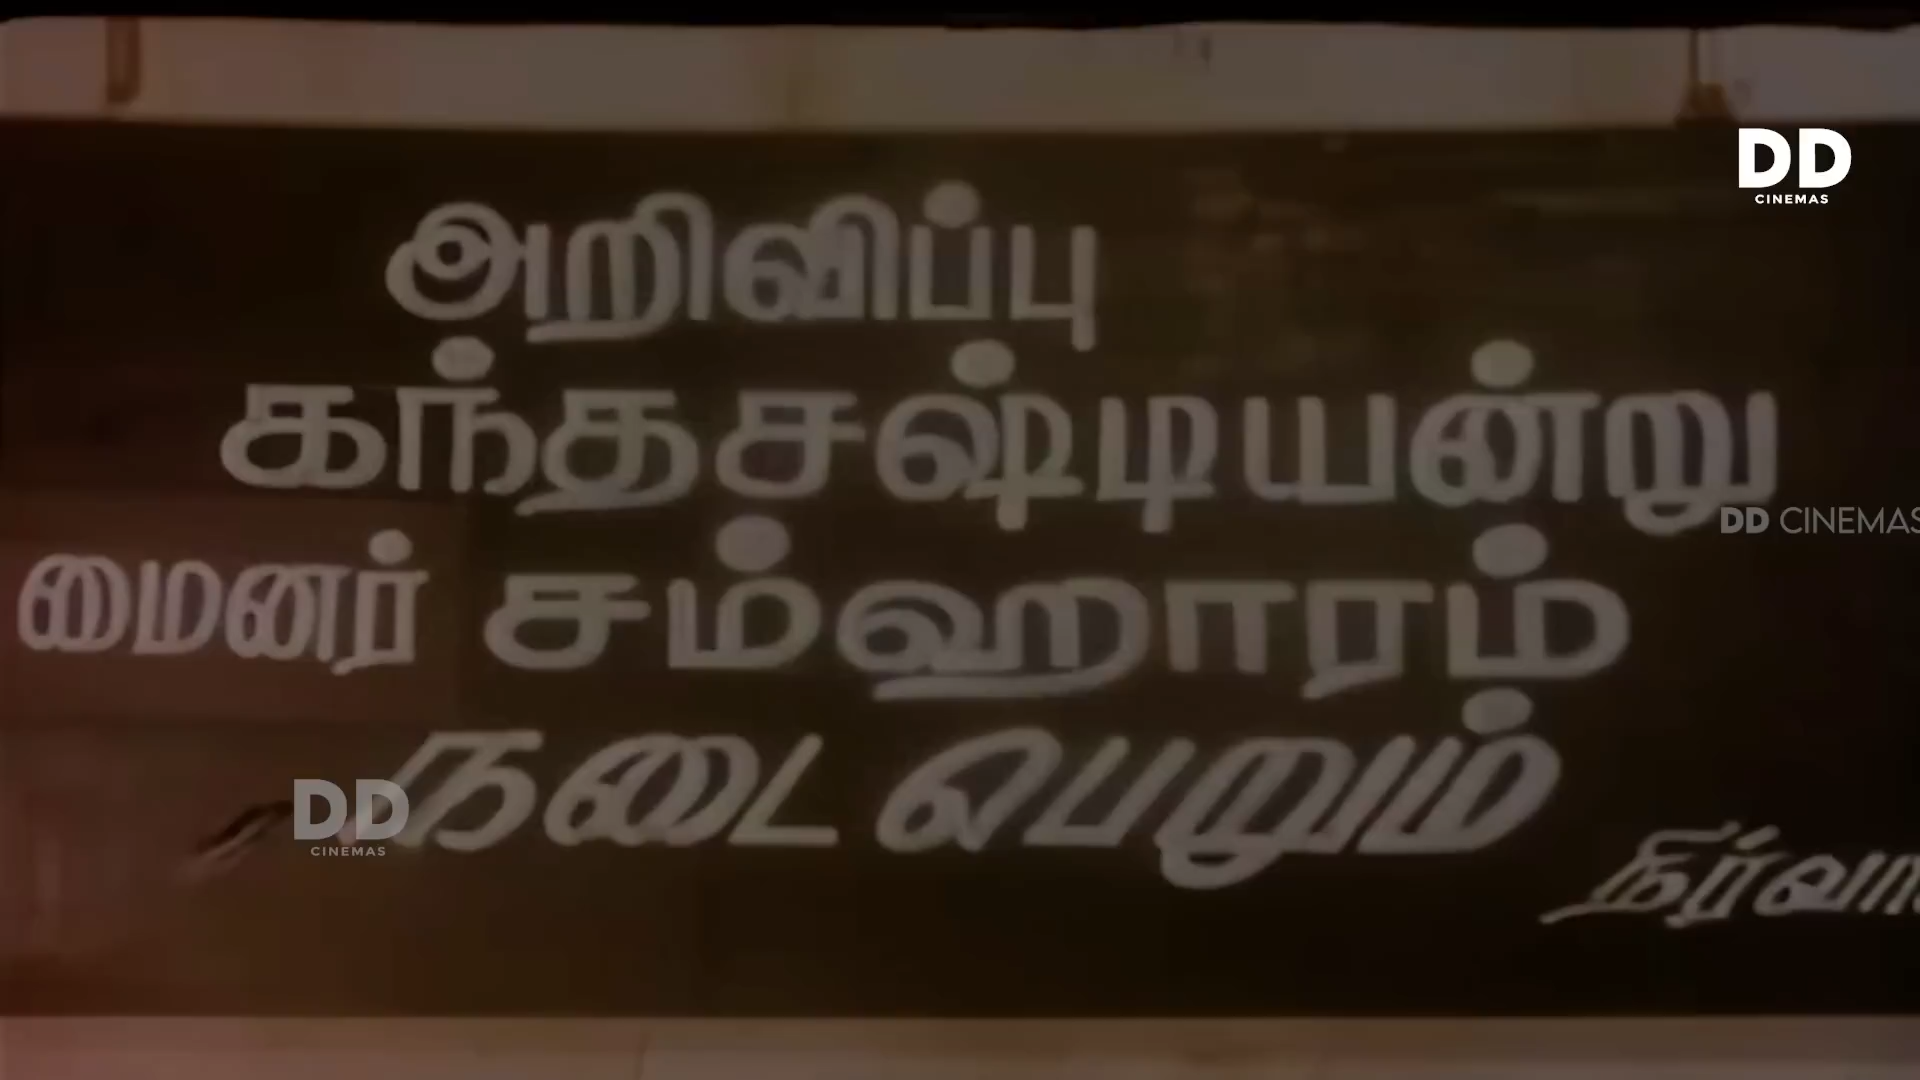 அறிவிப்பு
DD
CINEMAS
கந்தசஷ்டியன்று
DD CINEMAS
மைனர் சம்ஹாரம்
நடைபெறும்
DD
CINEMAS